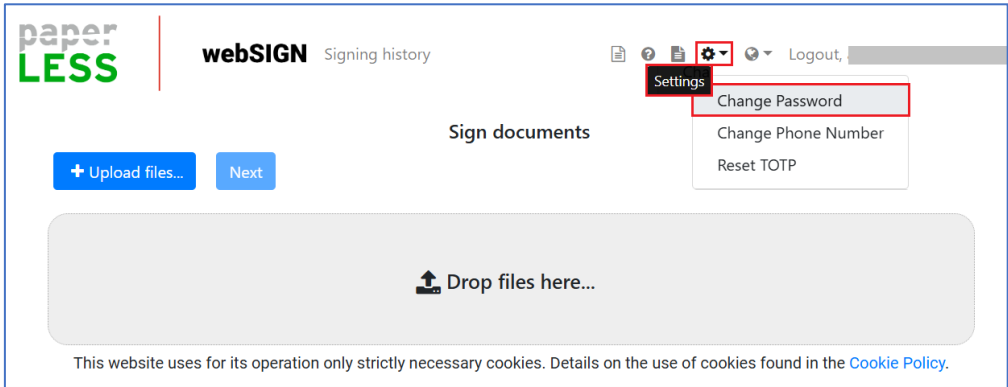 paper
LESS
webSIGN Signing history Logout,
Settings
Change Password
Sign documents
Change Phone Number
Reset TOTP
+ Upload files... Next
Drop files here...
This website uses for its operation only strictly necessary cookies. Details on the use of cookies found in the Cookie Policy.